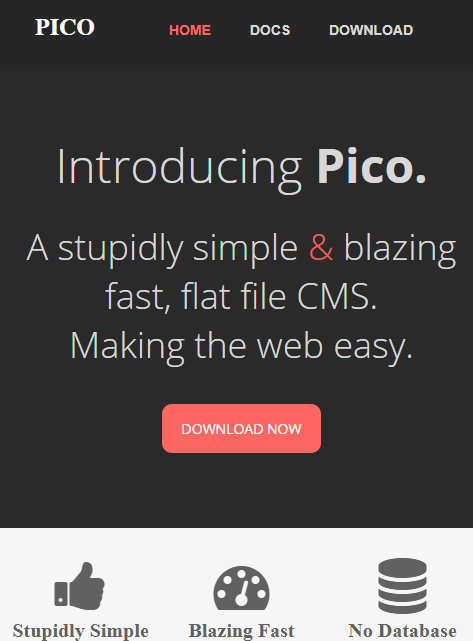 PICO HOME DOCS DOWNLOAD
Introducing Pico.
A stupidly simple & blazing
fast, flat file CMS.
Making the web easy.
DOWNLOAD NOW
Stupidly Simple Blazing Fast No Database